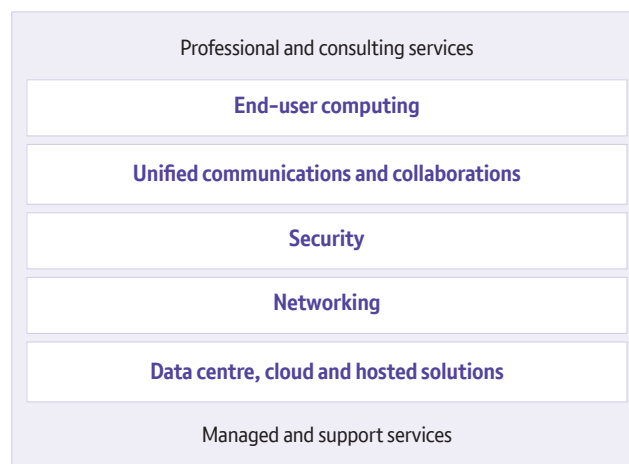 Professional and consulting services
End-user computing
Unified communications and collaborations
Security
Networking
Data centre, cloud and hosted solutions
Managed and support services